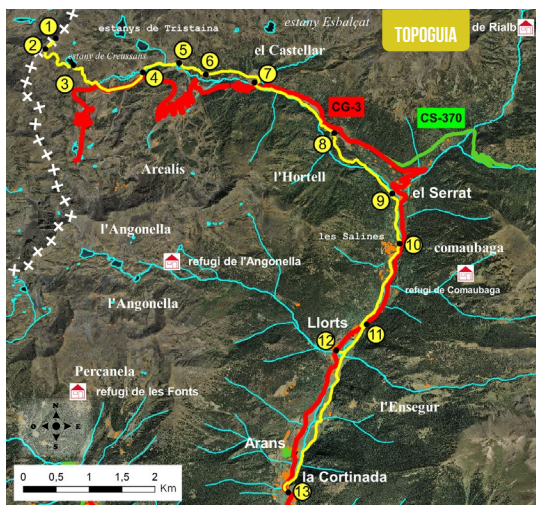 1
estanys de Tristaina
estany Esbalçat
TOPOGUIA
de Rialb
2
estany de Creussans
5
el Castellar
6
3
4
7
CG-3
CS-370
8
Arcalis
l'Hortell
9
el Serrat
l'Angonella
les Salines
10
comaubaga
refugi de l'Angonella
refugi de Comaubaga
l'Angonella
Llorts
11
12
Percanela
refugi de les Fonts
l'Ensegur
N
O
E
S
Arans
la Cortinada
13
0 0,5 1 1,5 2
Km